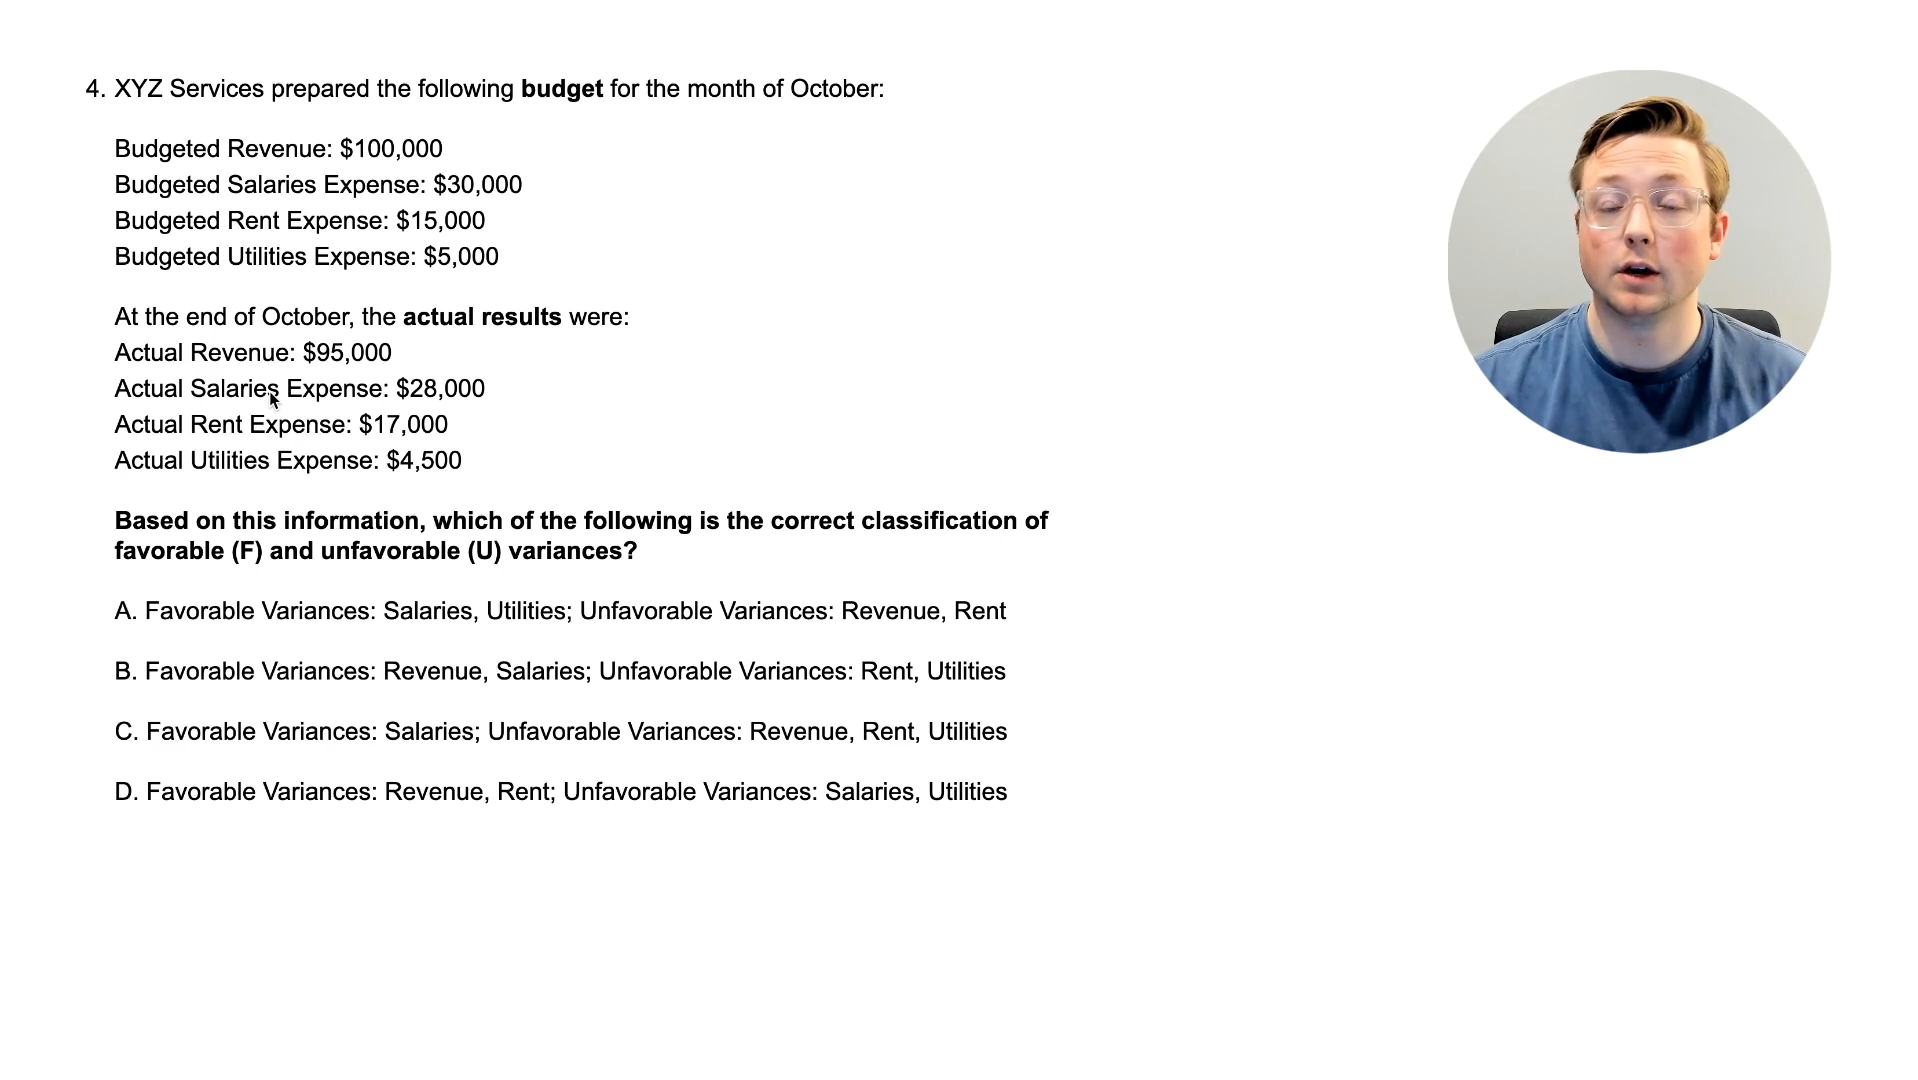 4. XYZ Services prepared the following budget for the month of October:
Budgeted Revenue: $100,000
Budgeted Salaries Expense: $30,000
Budgeted Rent Expense: $15,000
Budgeted Utilities Expense: $5,000
At the end of October, the actual results were:
Actual Revenue: $95,000
Actual Salaries Expense: $28,000
Actual Rent Expense: $17,000
Actual Utilities Expense: $4,500
Based on this information, which of the following is the correct classification of
favorable (F) and unfavorable (U) variances?
A. Favorable Variances: Salaries, Utilities; Unfavorable Variances: Revenue, Rent
B. Favorable Variances: Revenue, Salaries; Unfavorable Variances: Rent, Utilities
C. Favorable Variances: Salaries; Unfavorable Variances: Revenue, Rent, Utilities
D. Favorable Variances: Revenue, Rent; Unfavorable Variances: Salaries, Utilities